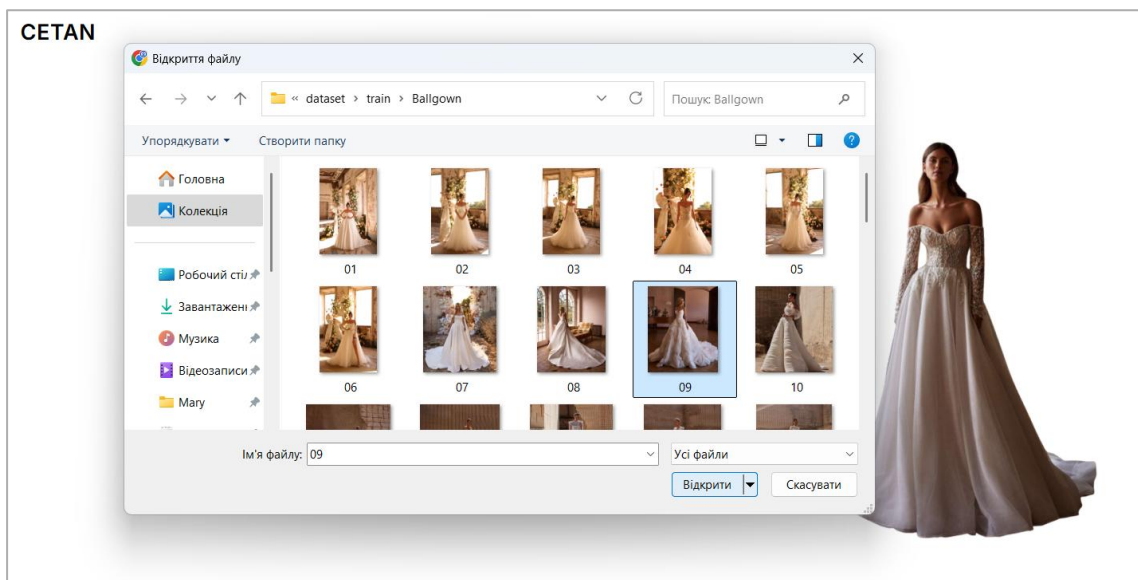 CETAN
Відкриття файлу
« dataset › train › Ballgown
Пошук: Ballgown
Упорядкувати
Створити папку
?
Головна
Колекція
Робочий стіл
Завантажен
Музика
Відеозаписи
Mary
01 02 03 04 05
06 07 08 09 10
Ім'я файлу: 09
Усі файли
Відкрити
Скасувати